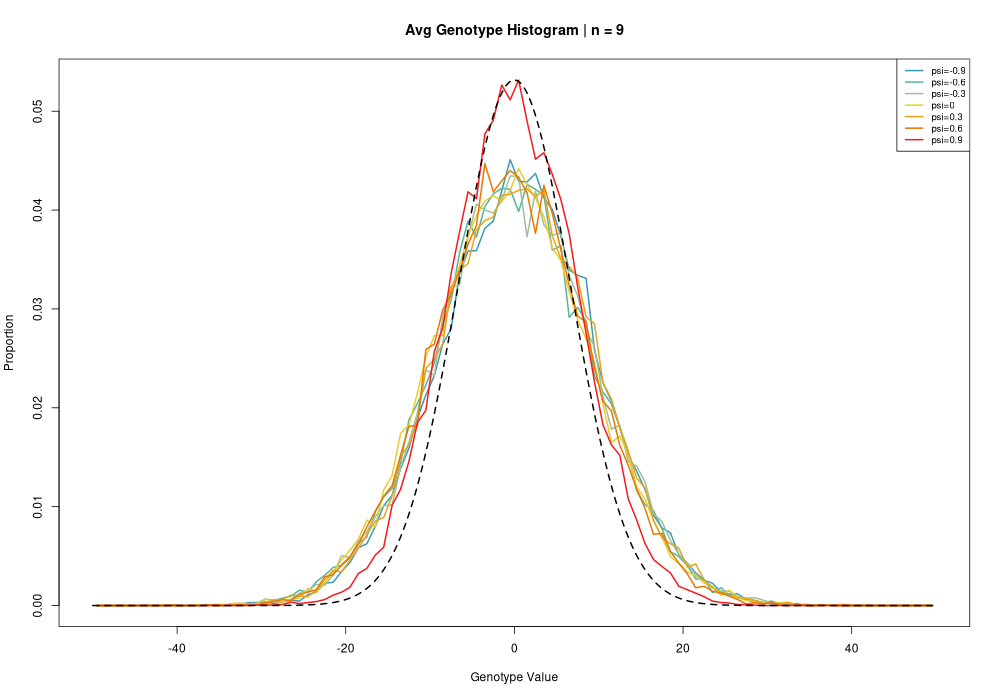 Avg Genotype Histogram | n = 9
psi=-0.9
psi=-0.6
psi=-0.3
psi=0
psi=0.3
psi=0.6
psi=0.9
Proportion
0.05
0.04
0.03
0.02
0.01
0.00
-40
-20
0
20
40
Genotype Value